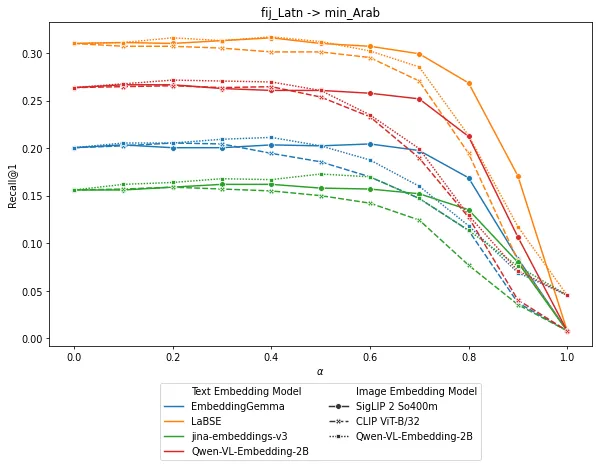 fij_Latn -> min_Arab
Recall@1
0.30
0.25
0.20
0.15
0.10
0.05
0.00
0.0 0.2 0.4 0.6 0.8 1.0
α
Text Embedding Model Image Embedding Model
EmbeddingGemma SigLIP 2 So400m
LaBSE CLIP ViT-B/32
jina-embeddings-v3 Qwen-VL-Embedding-2B
Qwen-VL-Embedding-2B